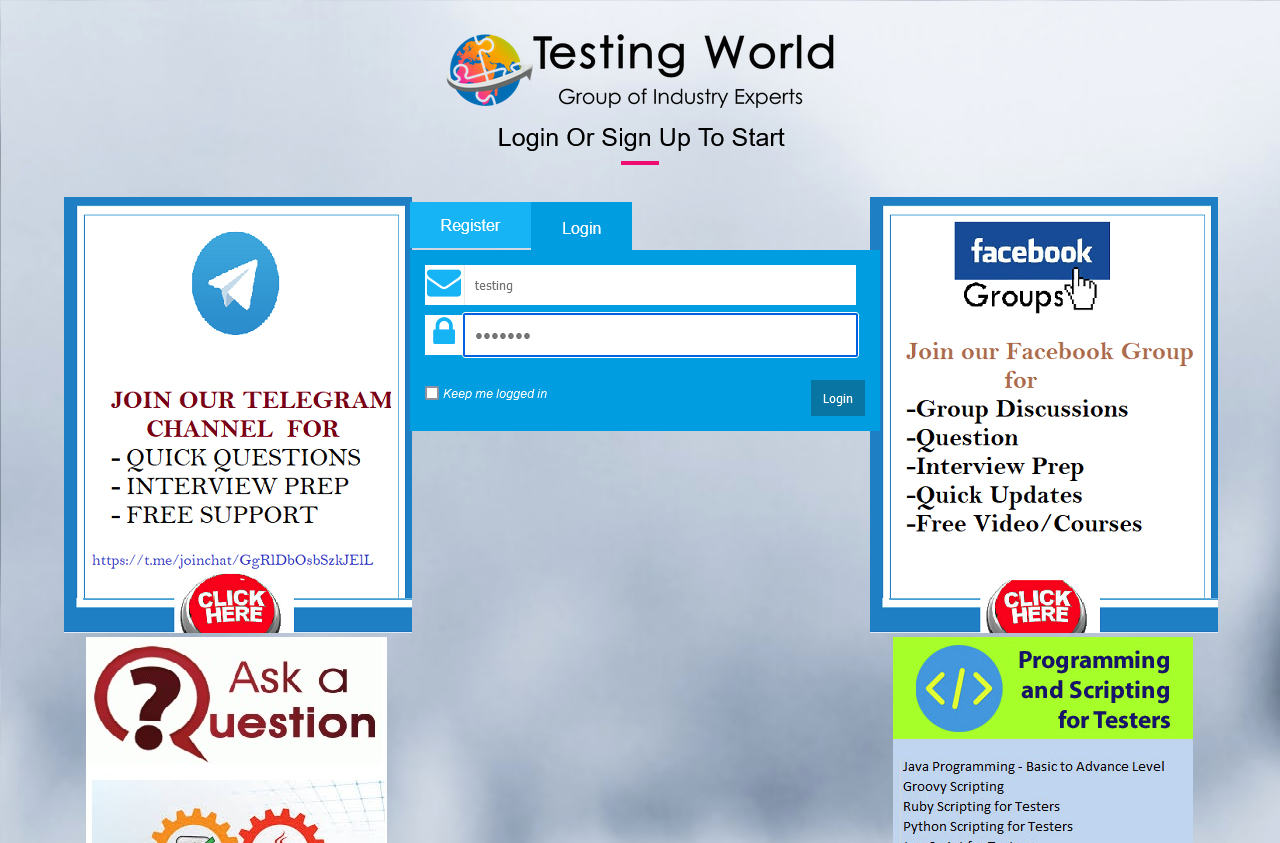 Testing World
Group of Industry Experts
Login Or Sign Up To Start
JOIN OUR TELEGRAM
CHANNEL FOR
- QUICK QUESTIONS
- INTERVIEW PREP
- FREE SUPPORT
https://t.me/joinchat/GgRlDbOsbSzkJElL
CLICK
HERE
Ask a
uestion
Register
Login
testing
•••••••
Keep me logged in
Login
facebook
Groups
Join our Facebook Group
for
-Group Discussions
-Question
-Interview Prep
-Quick Updates
-Free Video/Courses
CLICK
HERE
Programming
and Scripting
for Testers
Java Programming - Basic to Advance Level
Groovy Scripting
Ruby Scripting for Testers
Python Scripting for Testers